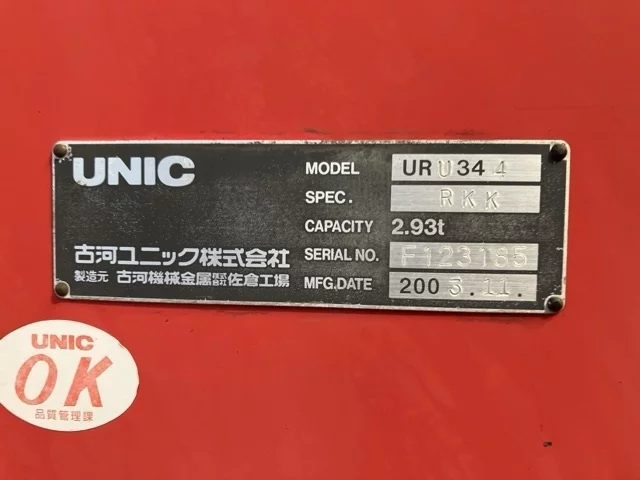 UNIC
MODEL URU344
SPEC. RKK
CAPACITY 2.93t
古河ユニック株式会社 SERIAL NO. F123185
製造元 古河機械金属株式会社佐倉工場 MFG.DATE 2003.11.
UNIC
OK
品質管理課